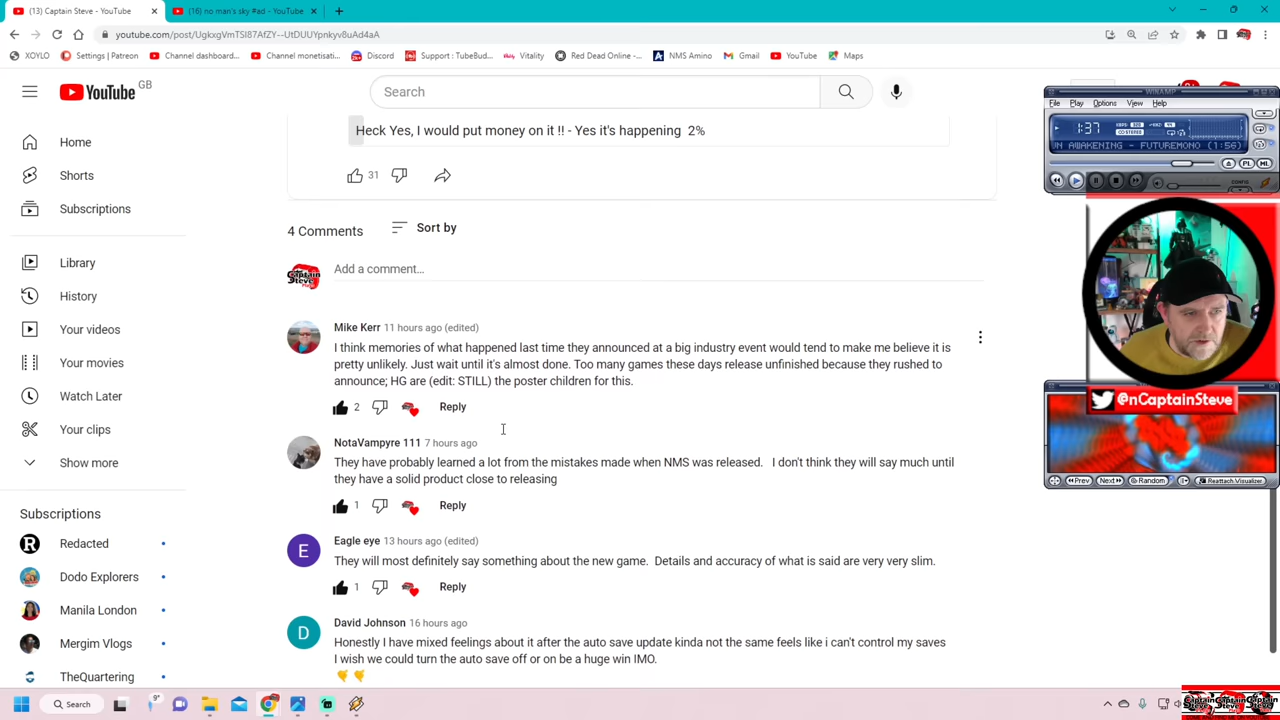 (13) Captain Steve - YouTube
(16) no man's sky #ad - YouTube
youtube.com/post/UgkxgVmTSI87AfZY--UtDUUYpnkyv8uAd4aA
XOYLO
Settings | Patreon
Channel dashboard...
Channel monetisati...
Discord
Support : TubeBud...
Vitality
Red Dead Online -...
NMS Amino
Gmail
YouTube
Maps
YouTube GB
Search
Heck Yes, I would put money on it !! - Yes it's happening 2%
31
4 Comments
Sort by
Add a comment...
Mike Kerr 11 hours ago (edited)
I think memories of what happened last time they announced at a big industry event would tend to make me believe it is
pretty unlikely. Just wait until it's almost done. Too many games these days release unfinished because they rushed to
announce; HG are (edit: STILL) the poster children for this.
2
Reply
NotaVampyre 111 7 hours ago
They have probably learned a lot from the mistakes made when NMS was released. I don't think they will say much until
they have a solid product close to releasing
1
Reply
E
Eagle eye 13 hours ago (edited)
They will most definitely say something about the new game. Details and accuracy of what is said are very very slim.
1
Reply
D
David Johnson 16 hours ago
Honestly I have mixed feelings about it after the auto save update kinda not the same feels like i can't control my saves
I wish we could turn the auto save off or on be a huge win IMO.
Home
Shorts
Subscriptions
Library
History
Your videos
Your movies
Watch Later
Your clips
Show more
Subscriptions
Redacted
Dodo Explorers
Manila London
Mergim Vlogs
TheQuartering
WINAMP
File Play Options View Help
1:37
UN AWAKENING - FUTUREMONO (1:56)
PL
ML
@nCaptainSteve
Prev
Next
Random
Reattach Visualizer
Search
9°
Captain Steve